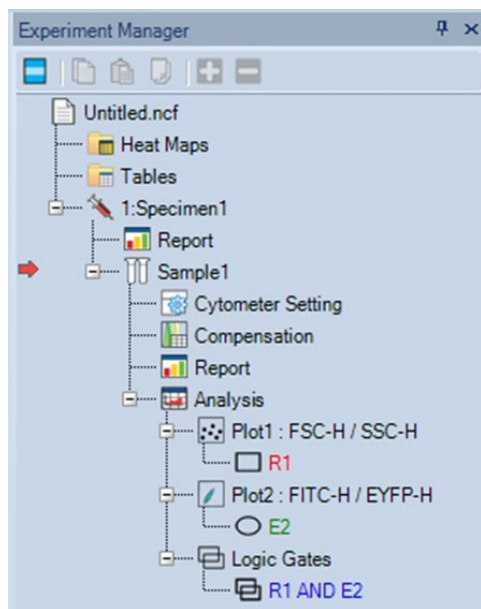 Experiment Manager
Untitled.ncf
Heat Maps
Tables
1:Specimen1
Report
Sample1
Cytometer Setting
Compensation
Report
Analysis
Plot1 : FSC-H / SSC-H
R1
Plot2 : FITC-H / EYFP-H
E2
Logic Gates
R1 AND E2